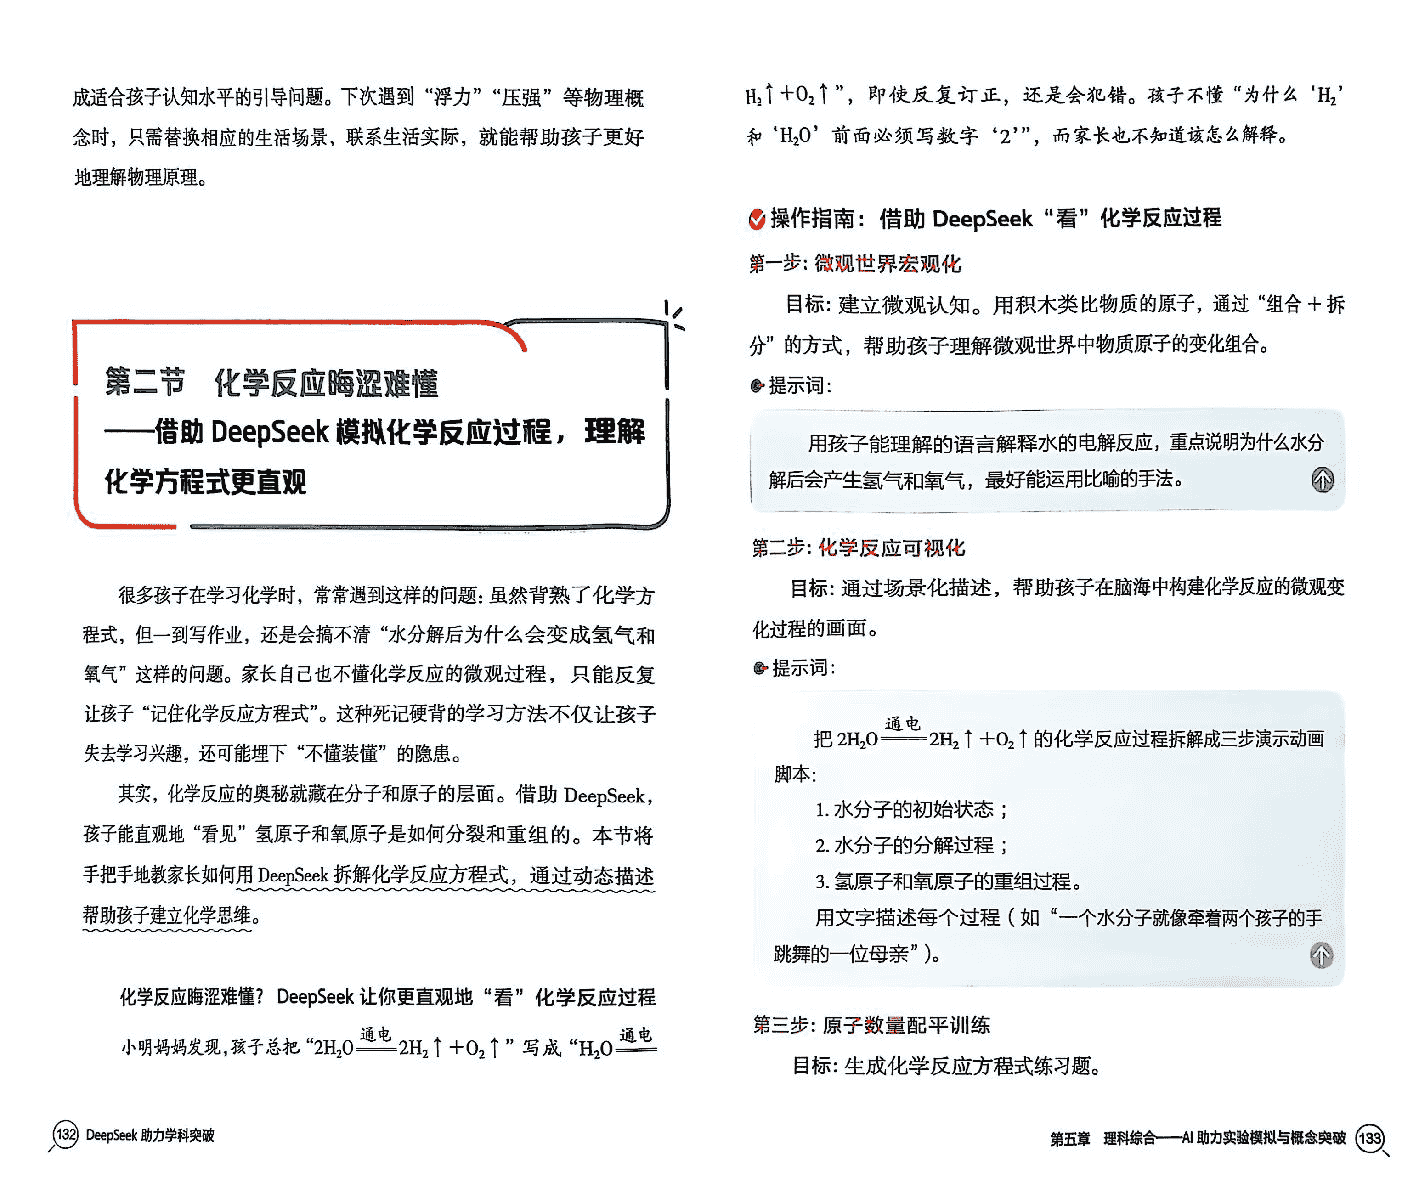 成适合孩子认知水平的引导问题。下次遇到“浮力”“压强”等物理概
念时，只需替换相应的生活场景，联系生活实际，就能帮助孩子更好
地理解物理原理。
第二节　化学反应晦涩难懂
——借助 DeepSeek 模拟化学反应过程，理解
化学方程式更直观
很多孩子在学习化学时，常常遇到这样的问题：虽然背熟了化学方
程式，但一到写作业，还是会搞不清“水分解后为什么会变成氢气和
氧气”这样的问题。家长自己也不懂化学反应的微观过程，只能反复
让孩子“记住化学反应方程式”。这种死记硬背的学习方法不仅让孩子
失去学习兴趣，还可能埋下“不懂装懂”的隐患。
其实，化学反应的奥秘就藏在分子和原子的层面。借助 DeepSeek，
孩子能直观地“看见”氢原子和氧原子是如何分裂和重组的。本节将
手把手地教家长如何用 DeepSeek 拆解化学反应方程式，通过动态描述
帮助孩子建立化学思维。
化学反应晦涩难懂？DeepSeek 让你更直观地“看”化学反应过程
小明妈妈发现，孩子总把“2H₂O ══通电══ 2H₂↑+O₂↑”写成“H₂O ══通电══
132 DeepSeek 助力学科突破
H₂↑+O₂↑”，即使反复订正，还是会犯错。孩子不懂“为什么‘H₂’
和‘H₂O’前面必须写数字‘2’”，而家长也不知道该怎么解释。
操作指南：借助 DeepSeek“看”化学反应过程
第一步：微观世界宏观化
目标：建立微观认知。用积木类比物质的原子，通过“组合＋拆
分”的方式，帮助孩子理解微观世界中物质原子的变化组合。
提示词：
用孩子能理解的语言解释水的电解反应，重点说明为什么水分
解后会产生氢气和氧气，最好能运用比喻的手法。
第二步：化学反应可视化
目标：通过场景化描述，帮助孩子在脑海中构建化学反应的微观变
化过程的画面。
提示词：
把 2H₂O ══通电══ 2H₂↑+O₂↑的化学反应过程拆解成三步演示动画
脚本：
1. 水分子的初始状态；
2. 水分子的分解过程；
3. 氢原子和氧原子的重组过程。
用文字描述每个过程（如“一个水分子就像牵着两个孩子的手
跳舞的一位母亲”）。
第三步：原子数量配平训练
目标：生成化学反应方程式练习题。
第五章　理科综合——AI 助力实验模拟与概念突破 133